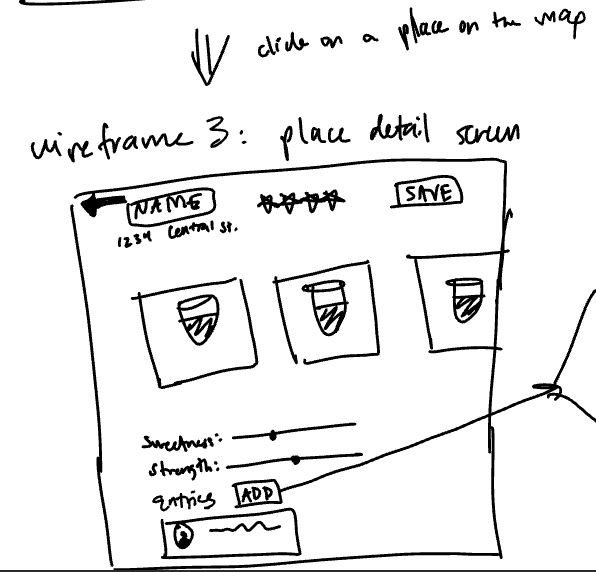 click on a place on the map
wireframe 3: place detail screen
NAME
SAVE
1234 Central St.
Sweetness:
Strength:
entries ADD